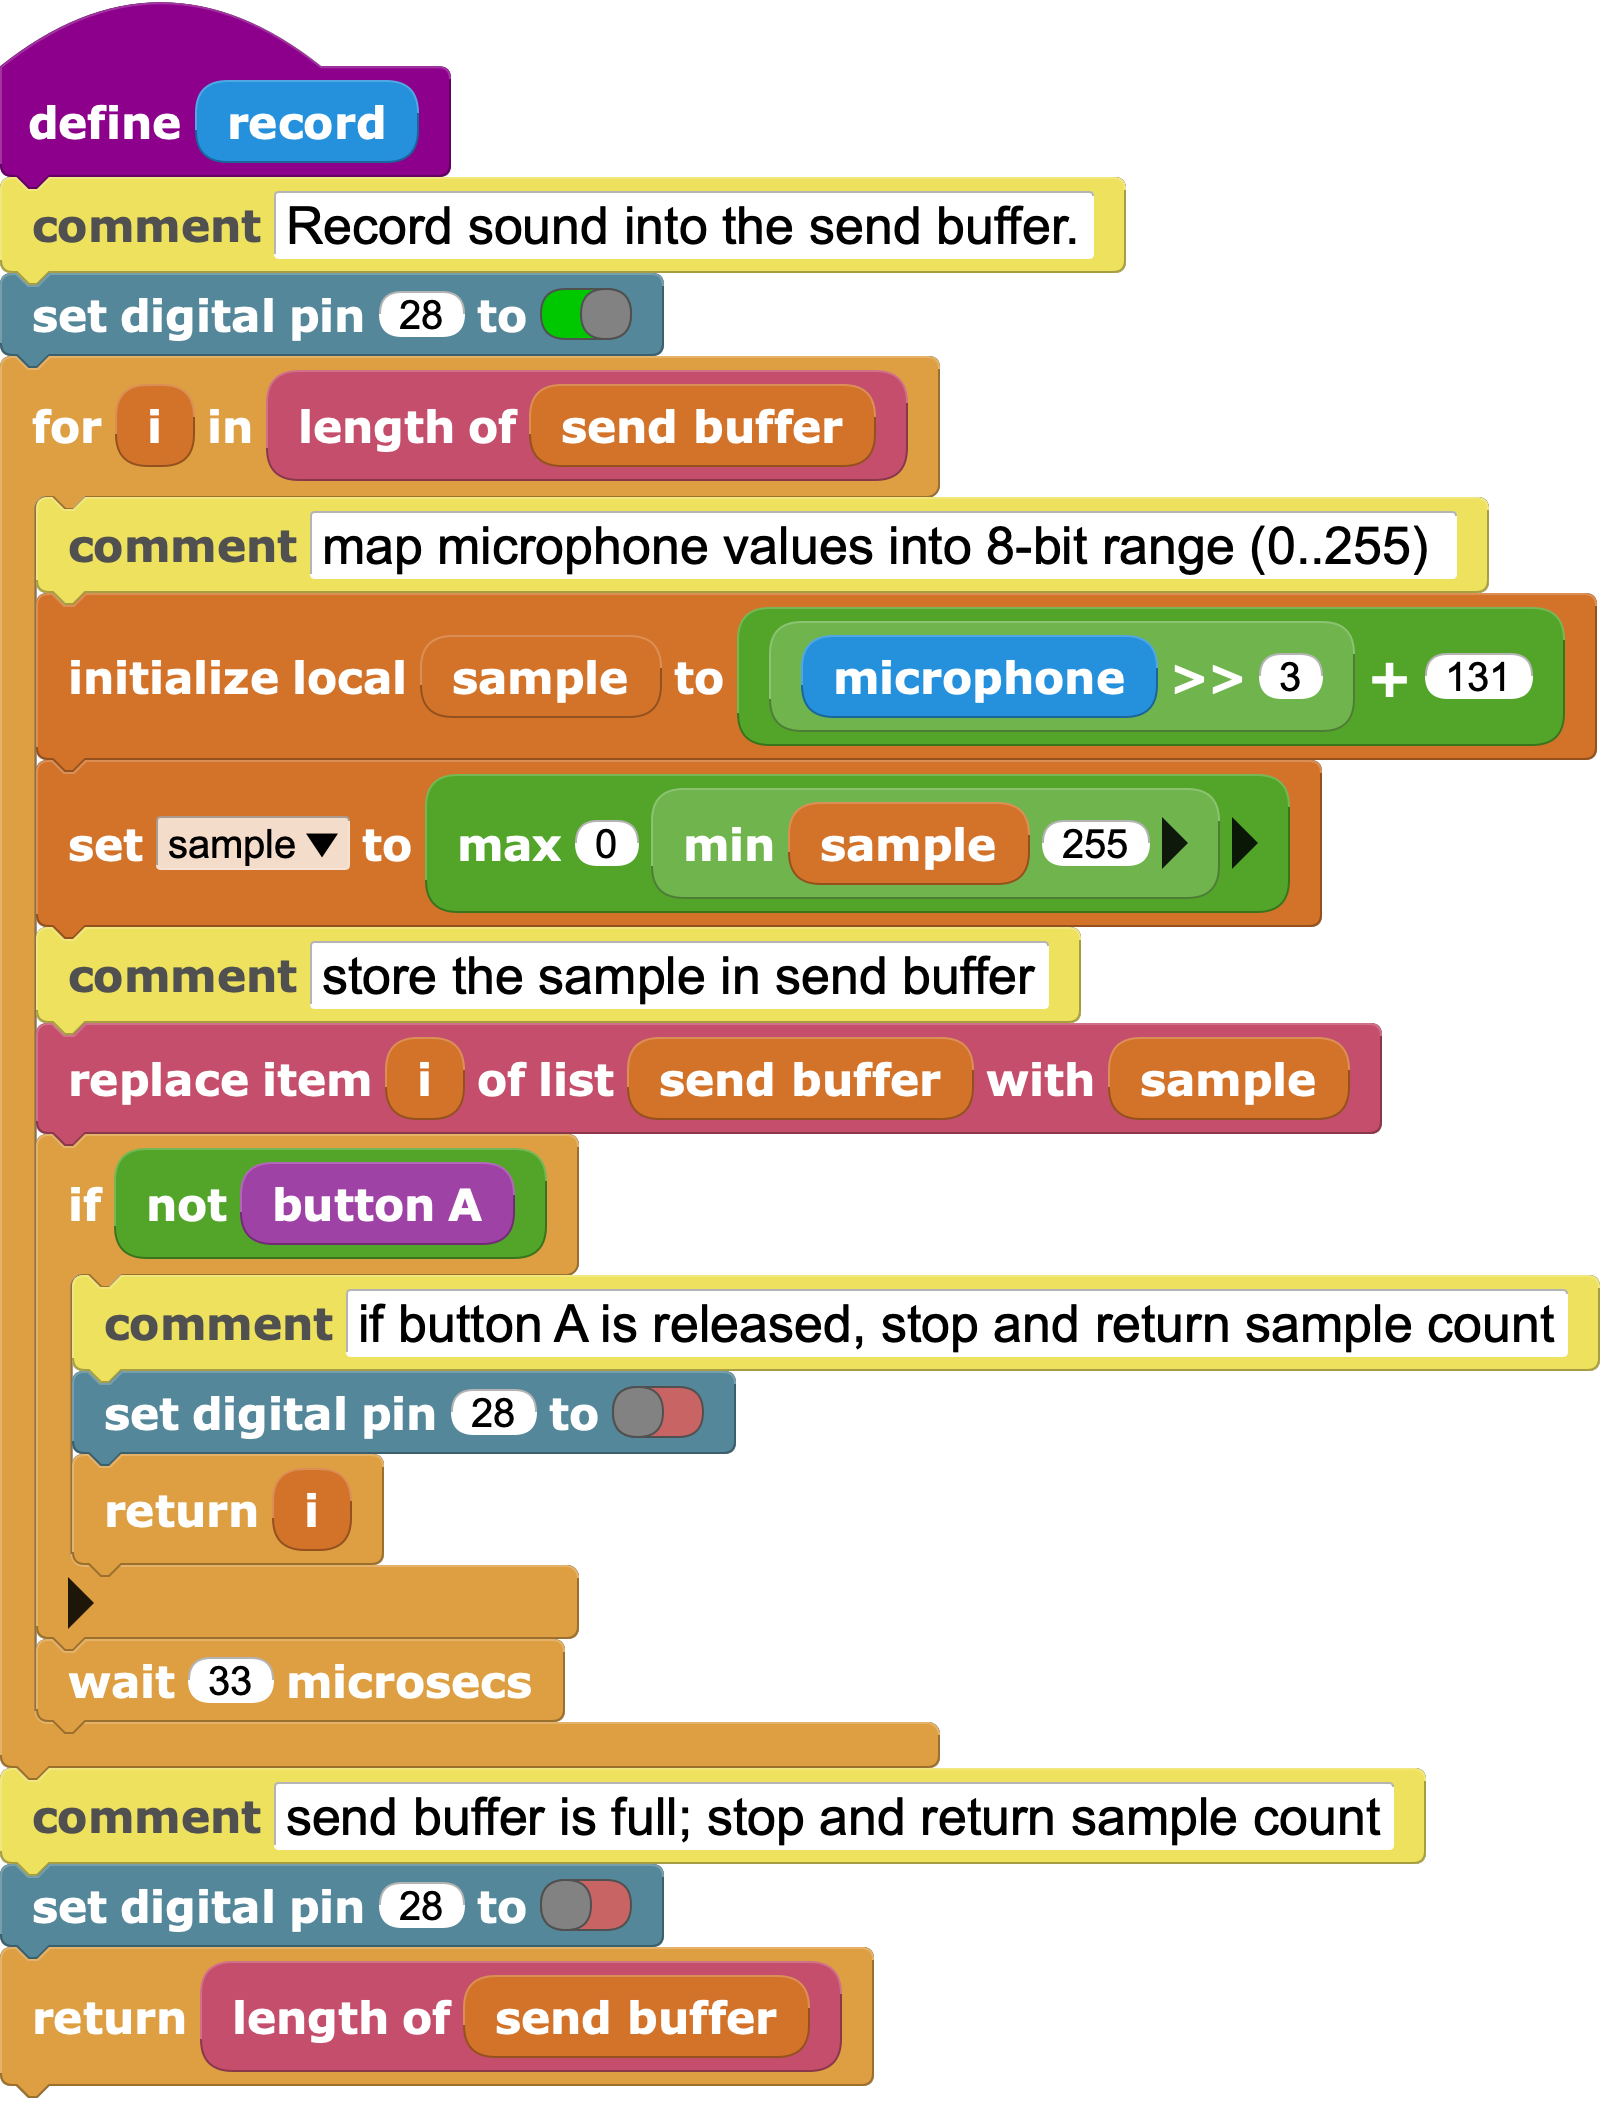 define record
comment Record sound into the send buffer.
set digital pin 28 to
for i in length of send buffer
comment map microphone values into 8-bit range (0..255)
initialize local sample to microphone >> 3 + 131
set sample to max 0 min sample 255
comment store the sample in send buffer
replace item i of list send buffer with sample
if not button A
comment if button A is released, stop and return sample count
set digital pin 28 to
return i
wait 33 microsecs
comment send buffer is full; stop and return sample count
set digital pin 28 to
return length of send buffer